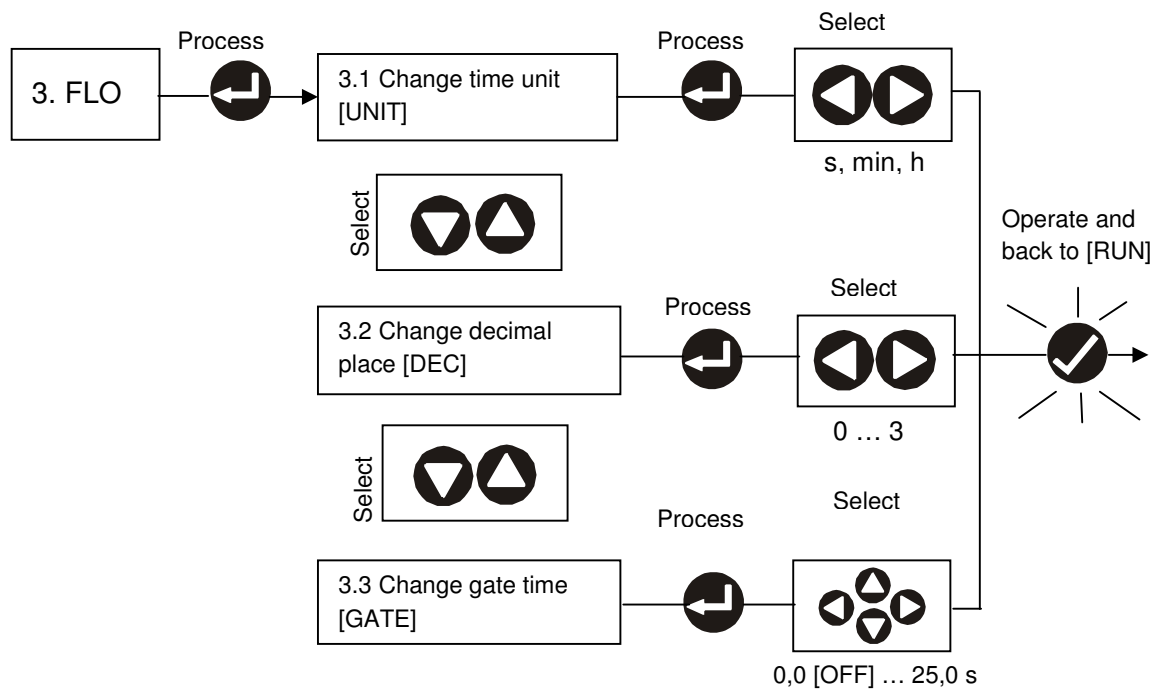 Process
3. FLO
3.1 Change time unit
[UNIT]
Process
Select
s, min, h
Select
3.2 Change decimal
place [DEC]
Process
Select
0 … 3
Operate and
back to [RUN]
Select
3.3 Change gate time
[GATE]
Process
Select
0,0 [OFF] … 25,0 s